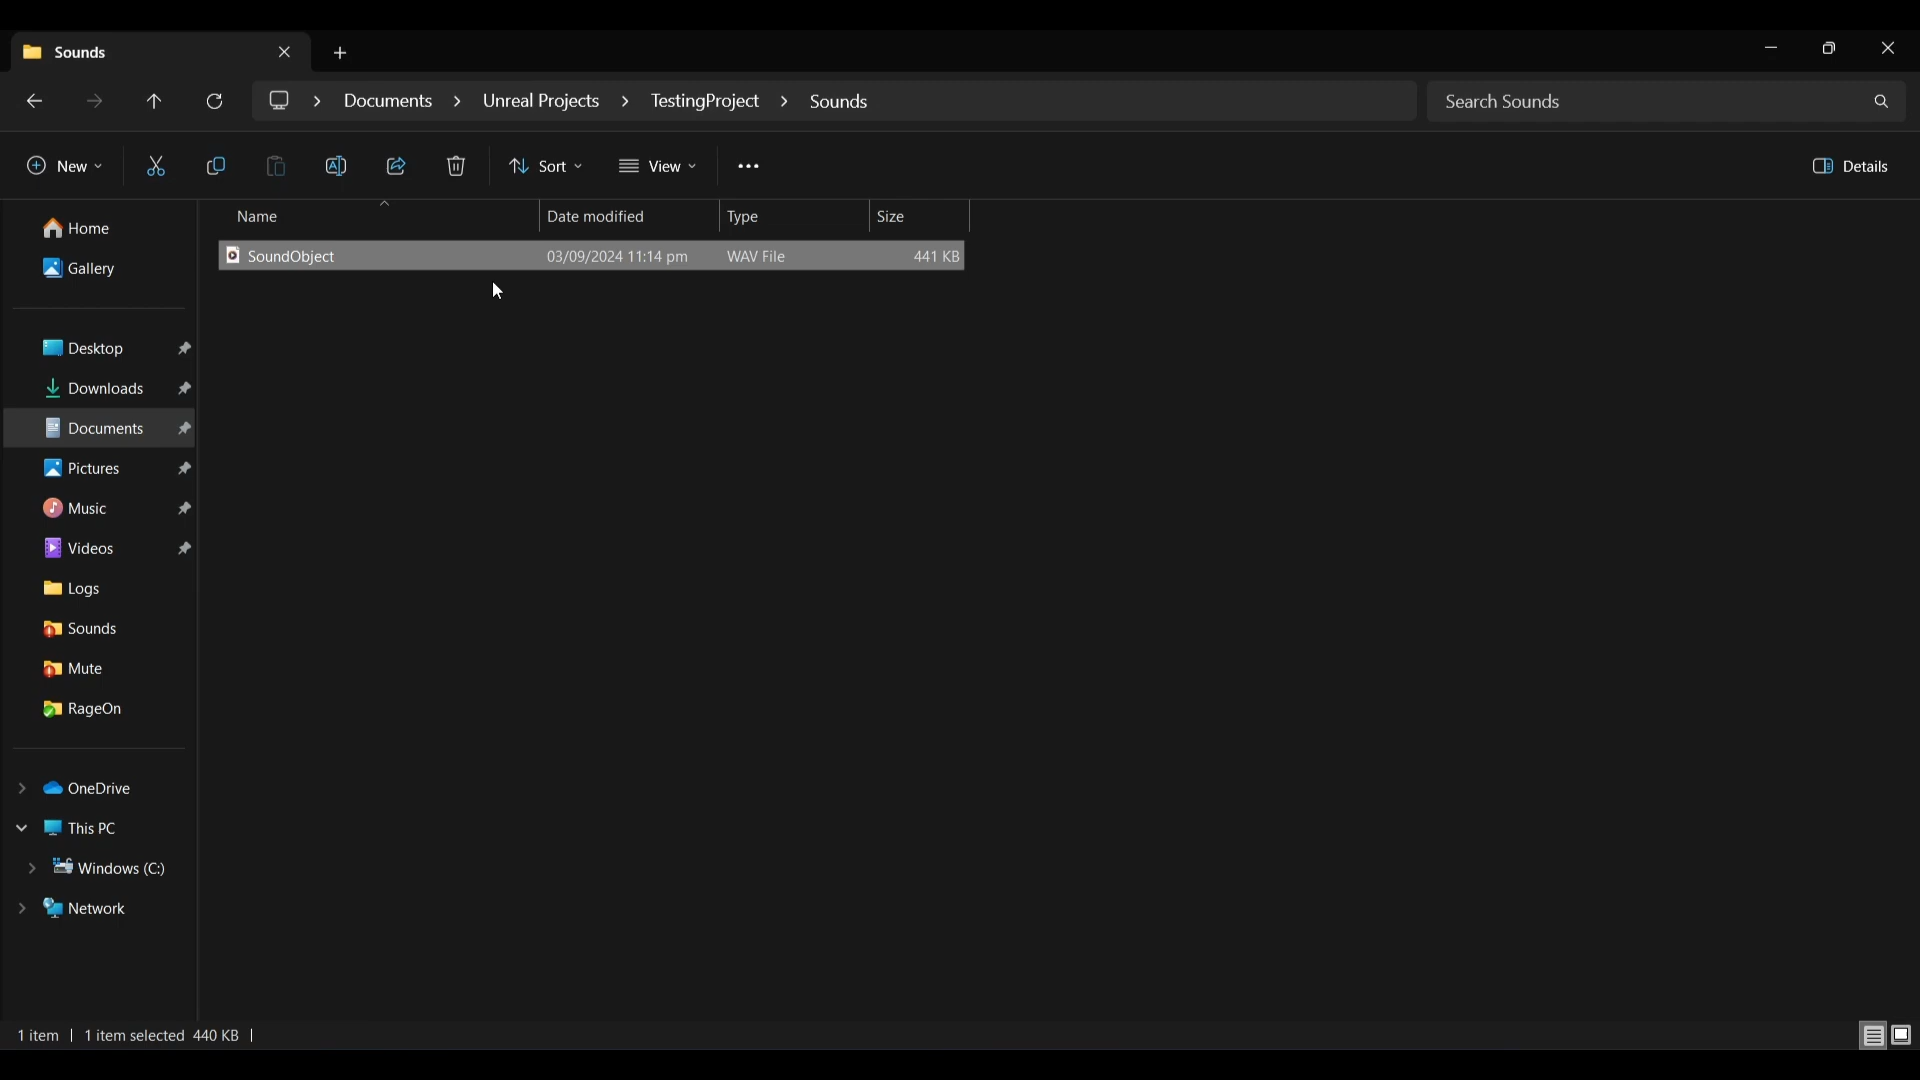 Sounds
Documents > Unreal Projects > TestingProject > Sounds
Search Sounds
New
Sort
View
Details
Name Date modified Type Size
SoundObject 03/09/2024 11:14 pm WAV File 441 KB
Home
Gallery
Desktop
Downloads
Documents
Pictures
Music
Videos
Logs
Sounds
Mute
RageOn
OneDrive
This PC
Windows (C:)
Network
1 item 1 item selected 440 KB